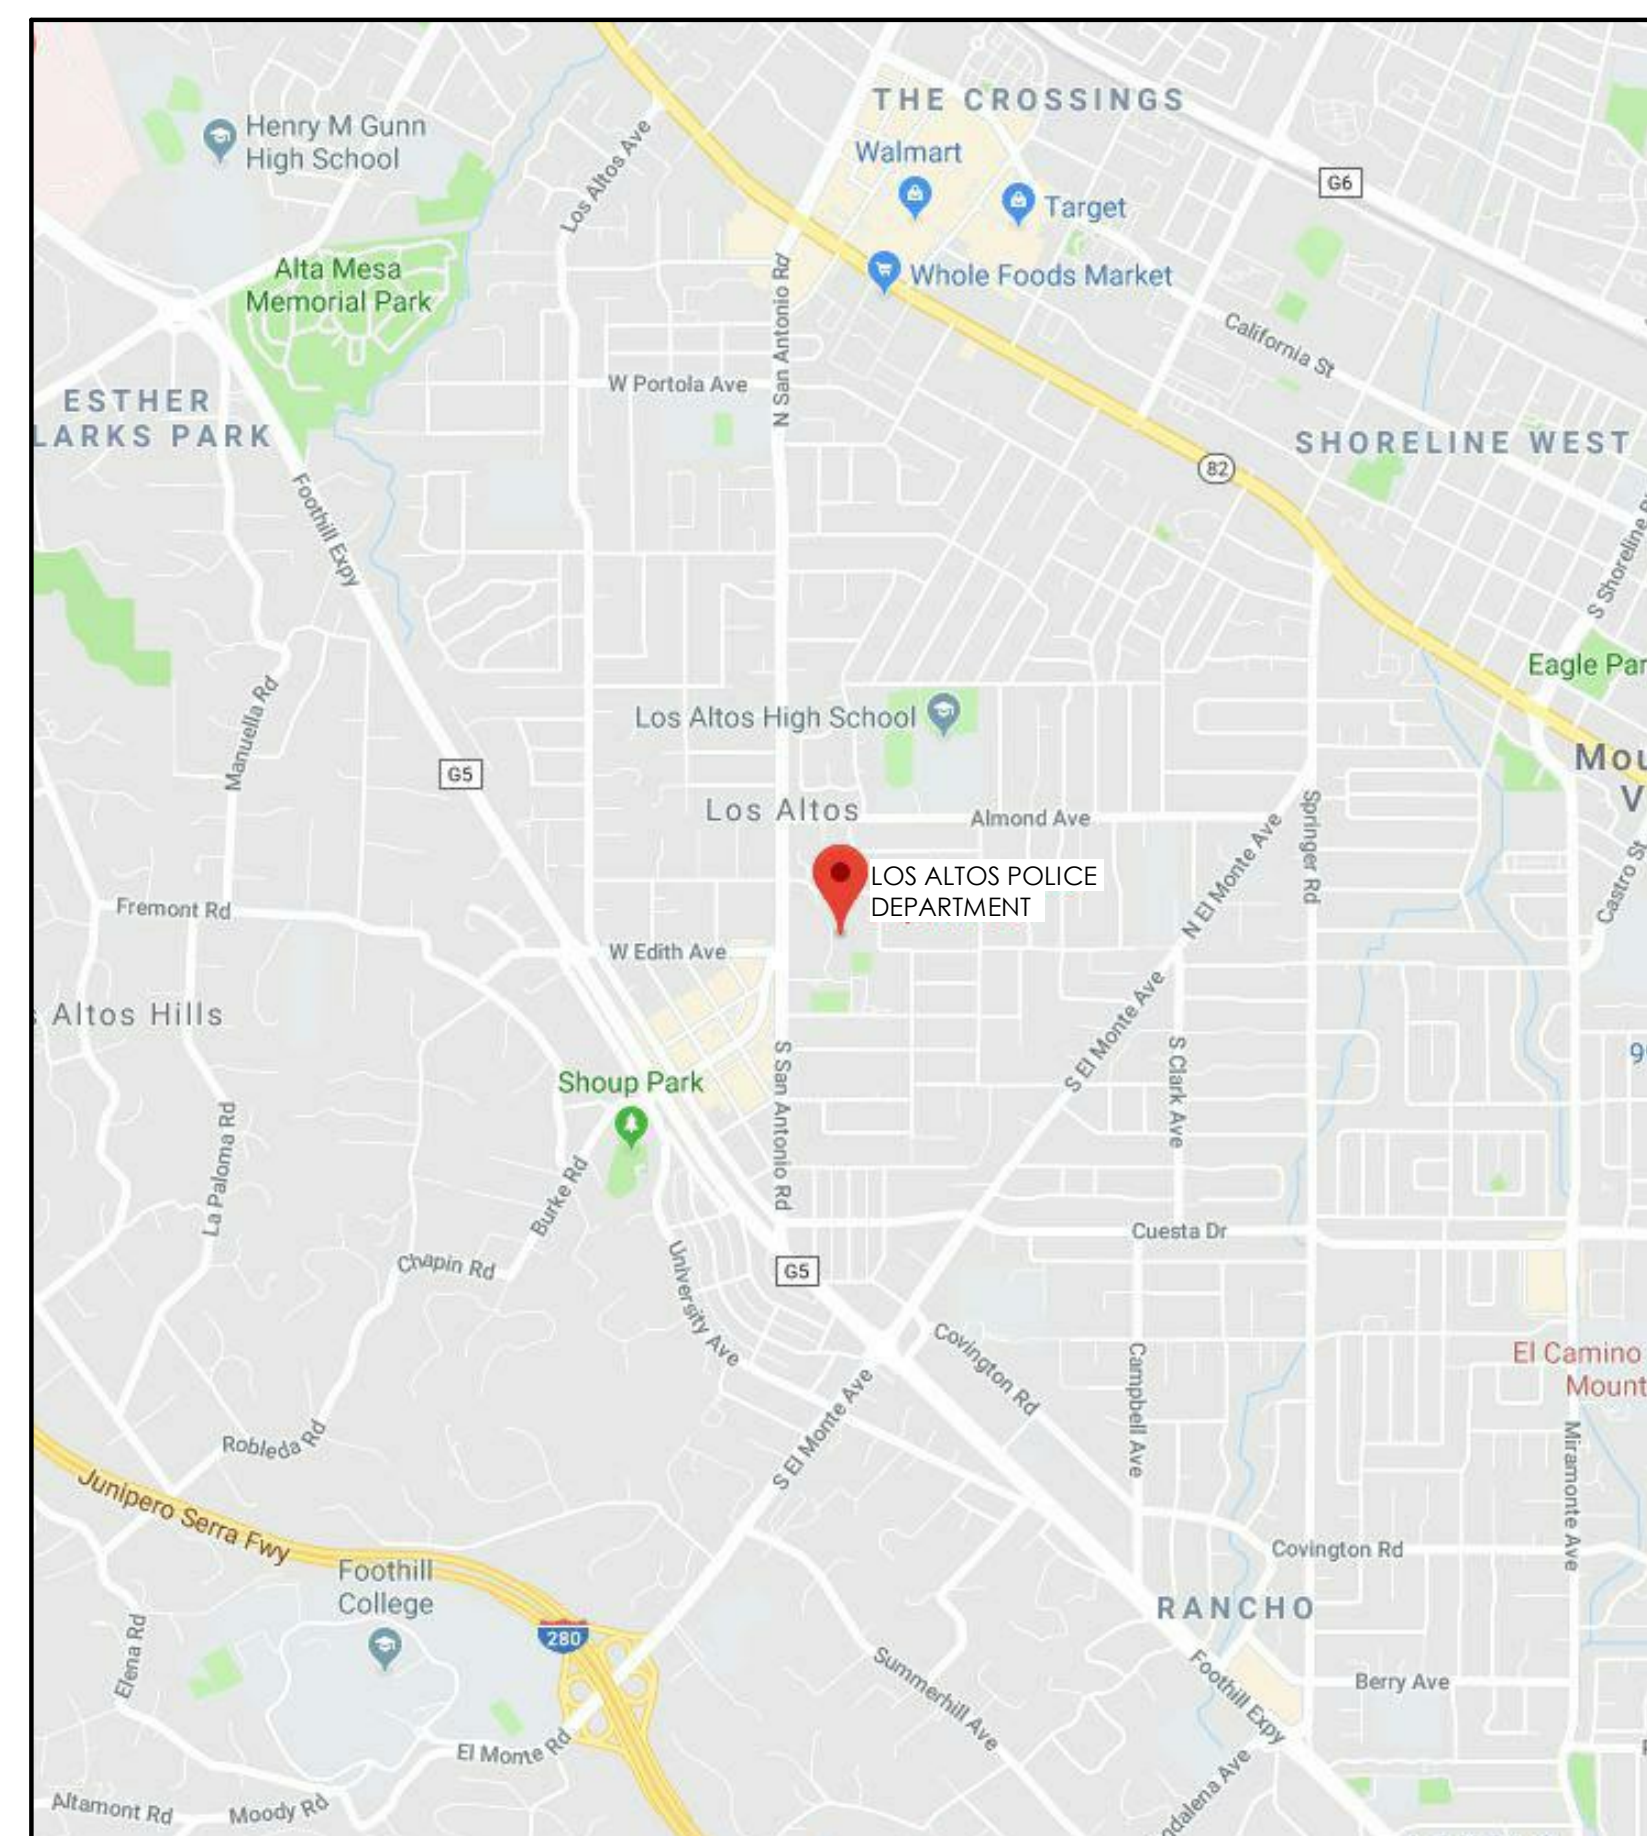 THE CROSSINGS
Henry M Gunn
High School
Los Altos Ave
Walmart
G6
Target
Alta Mesa
Memorial Park
Whole Foods Market
N San Antonio Rd
California St
W Portola Ave
ESTHER
LARKS PARK
SHORELINE WEST
82
Foothill Expy
S Shoreline
Eagle Par
Manuella Rd
Los Altos High School
G5
Mou
V
Los Altos
Almond Ave
Springer Rd
N El Monte Ave
Castro St
LOS ALTOS POLICE
DEPARTMENT
Fremont Rd
W Edith Ave
Altos Hills
S El Monte Ave
S Clark Ave
S San Antonio Rd
Shoup Park
La Paloma Rd
Burke Rd
Cuesta Dr
Chapin Rd
G5
University Ave
Covington Rd
Campbell Ave
El Camino
Mount
S El Monte Ave
Robleda Rd
Miramonte Ave
Junipero Serra Fwy
Covington Rd
Foothill
College
RANCHO
280
Elena Rd
Summerhill Ave
Foothill Expy
Berry Ave
El Monte Rd
Altamont Rd
Moody Rd
ndalena Ave